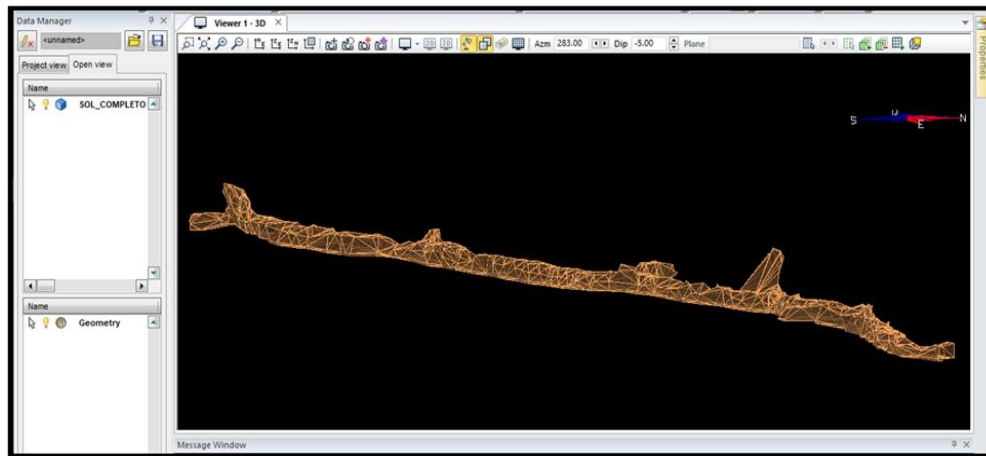 Data Manager
Viewer 1 - 3D
<unnamed>
Azm 283.00 Dip -5.00 Plane
Project view Open view
Properties
Name
SOL_COMPLETO
S
E
N
Name
Geometry
Message Window